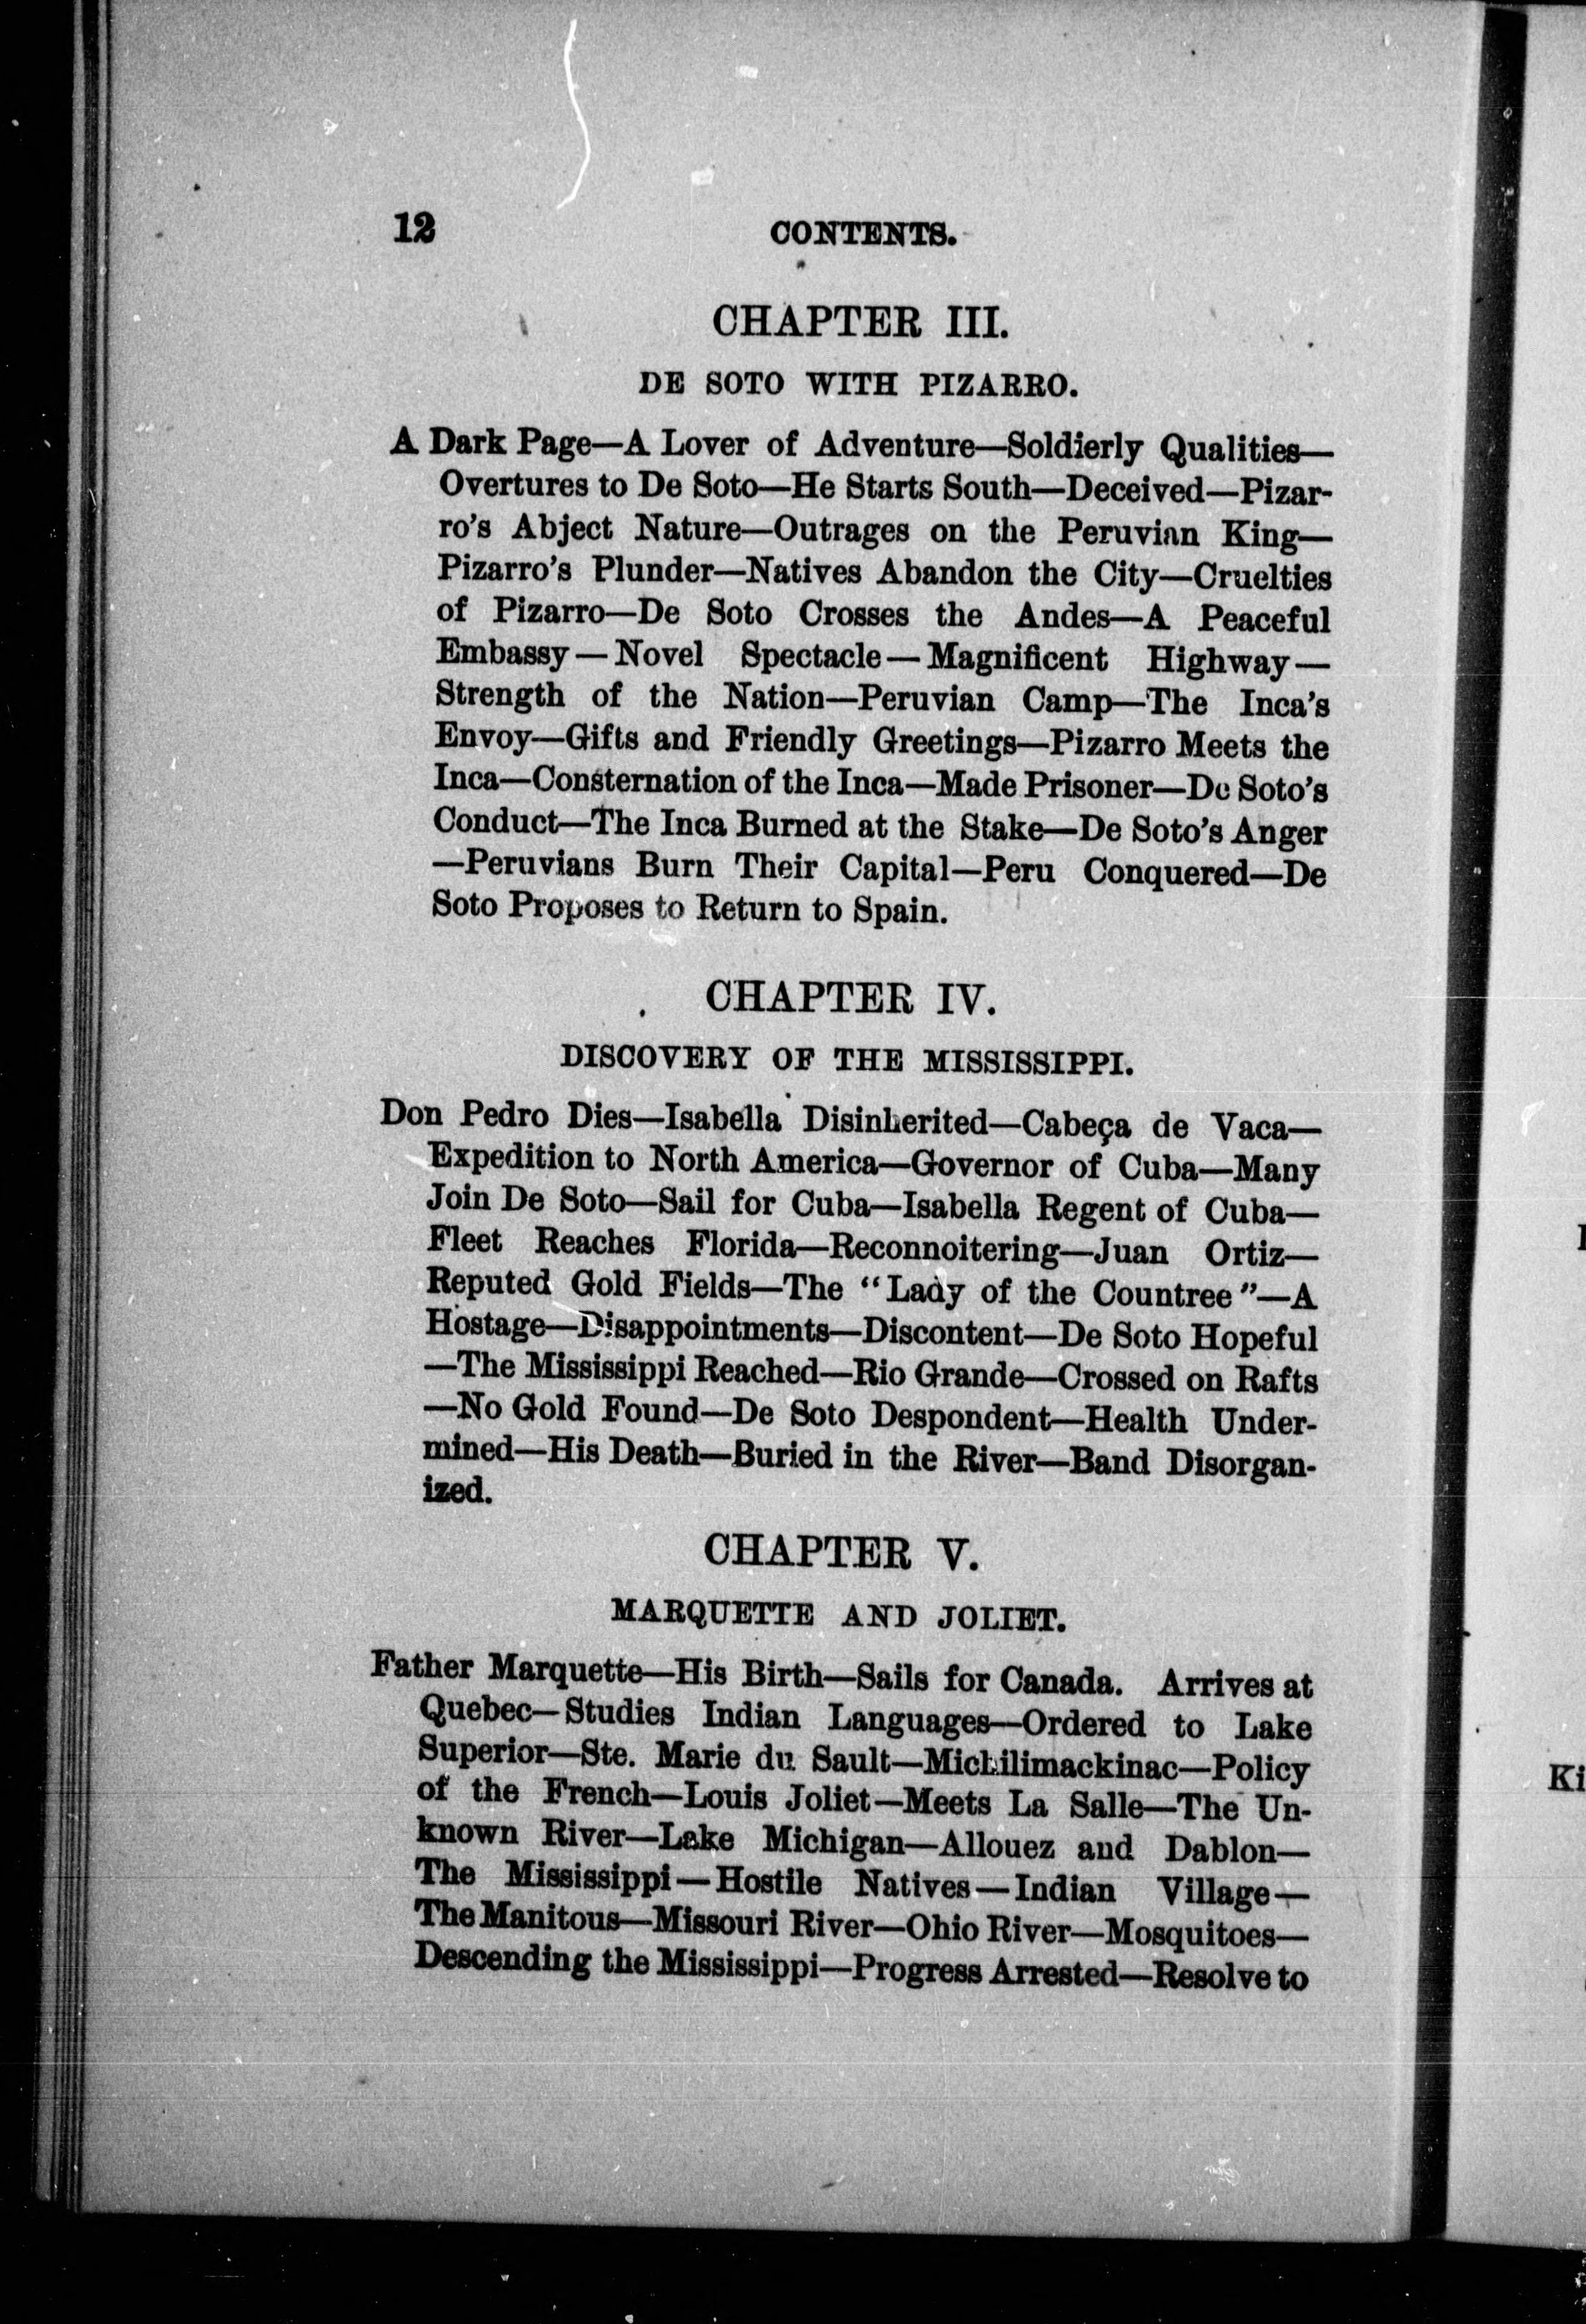 12 CONTENTS.
CHAPTER III.
DE SOTO WITH PIZARRO.
A Dark Page—A Lover of Adventure—Soldierly Qualities—
Overtures to De Soto—He Starts South—Deceived—Pizar-
ro's Abject Nature—Outrages on the Peruvian King—
Pizarro's Plunder—Natives Abandon the City—Cruelties
of Pizarro—De Soto Crosses the Andes—A Peaceful
Embassy—Novel Spectacle—Magnificent Highway—
Strength of the Nation—Peruvian Camp—The Inca's
Envoy—Gifts and Friendly Greetings—Pizarro Meets the
Inca—Consternation of the Inca—Made Prisoner—De Soto's
Conduct—The Inca Burned at the Stake—De Soto's Anger
—Peruvians Burn Their Capital—Peru Conquered—De
Soto Proposes to Return to Spain.
CHAPTER IV.
DISCOVERY OF THE MISSISSIPPI.
Don Pedro Dies—Isabella Disinherited—Cabeça de Vaca—
Expedition to North America—Governor of Cuba—Many
Join De Soto—Sail for Cuba—Isabella Regent of Cuba—
Fleet Reaches Florida—Reconnoitering—Juan Ortiz—
Reputed Gold Fields—The "Lady of the Countree"—A
Hostage—Disappointments—Discontent—De Soto Hopeful
—The Mississippi Reached—Rio Grande—Crossed on Rafts
—No Gold Found—De Soto Despondent—Health Under-
mined—His Death—Buried in the River—Band Disorgan-
ized.
CHAPTER V.
MARQUETTE AND JOLIET.
Father Marquette—His Birth—Sails for Canada. Arrives at
Quebec—Studies Indian Languages—Ordered to Lake
Superior—Ste. Marie du Sault—Michilimackinac—Policy
of the French—Louis Joliet—Meets La Salle—The Un-
known River—Lake Michigan—Allouez and Dablon—
The Mississippi—Hostile Natives—Indian Village—
The Manitous—Missouri River—Ohio River—Mosquitoes—
Descending the Mississippi—Progress Arrested—Resolve to